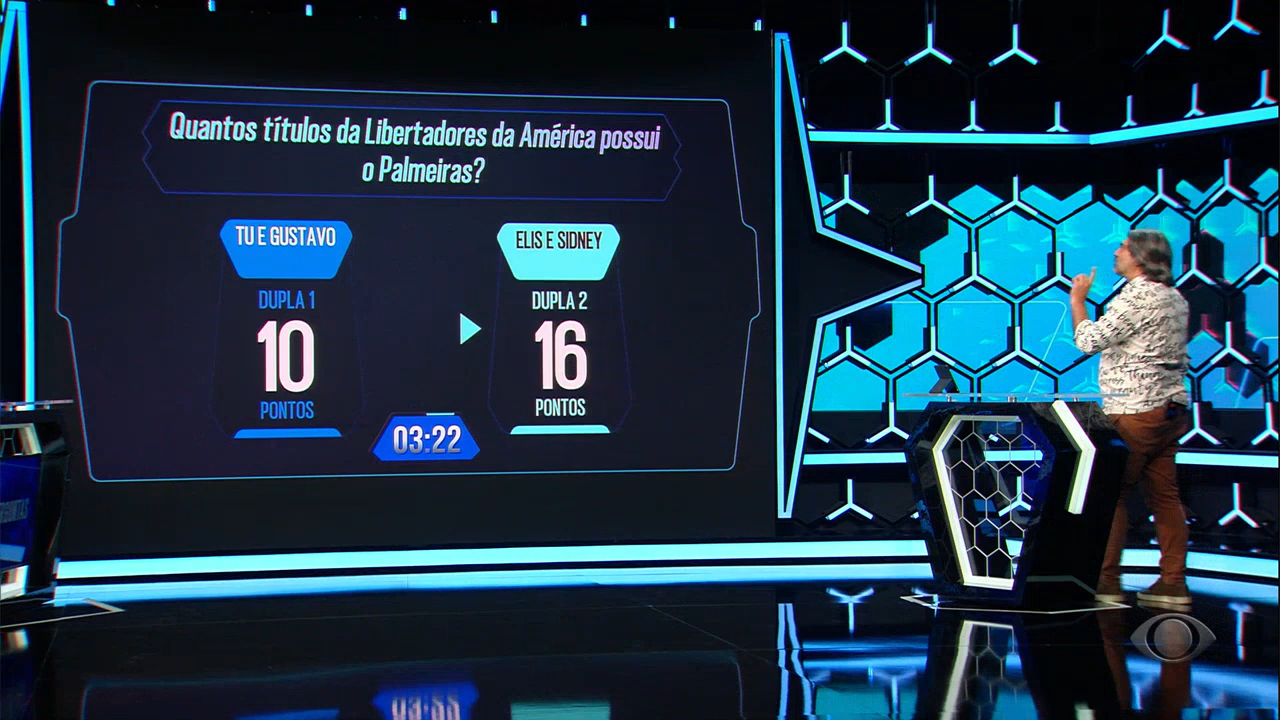 Quantos títulos da Libertadores da América possui
o Palmeiras?
TU E GUSTAVO
ELIS E SIDNEY
DUPLA 1
DUPLA 2
10
16
PONTOS
PONTOS
03:22